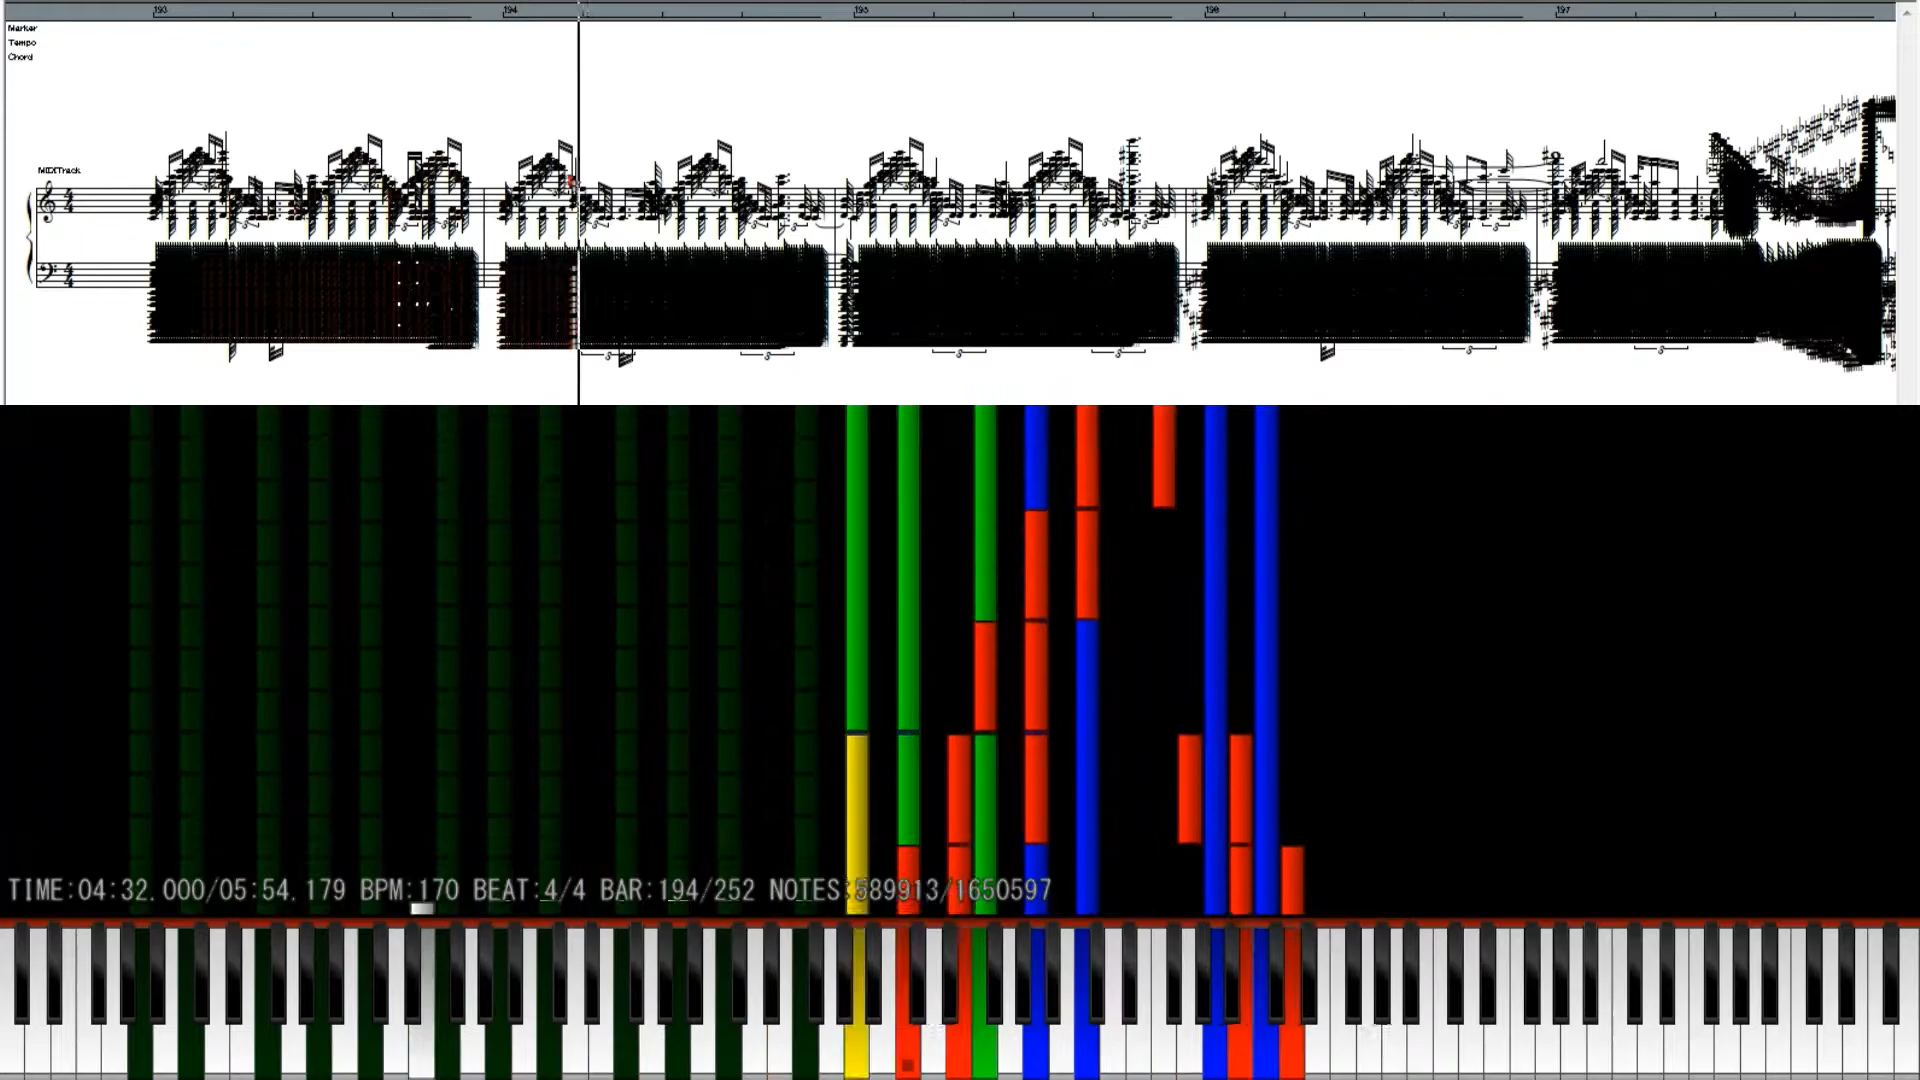 193 194 195 196 197
Marker
Tempo
Chord
MIDITrack
TIME:04:32.000/05:54.179 BPM:170 BEAT:4/4 BAR:194/252 NOTES:589913/1650597